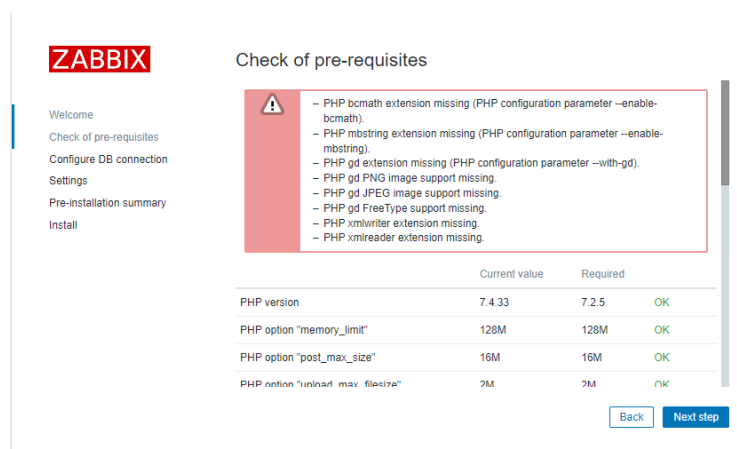 ZABBIX
Welcome
Check of pre-requisites
Configure DB connection
Settings
Pre-installation summary
Install
Check of pre-requisites
– PHP bcmath extension missing (PHP configuration parameter --enable-
bcmath).
– PHP mbstring extension missing (PHP configuration parameter --enable-
mbstring).
– PHP gd extension missing (PHP configuration parameter --with-gd).
– PHP gd PNG image support missing.
– PHP gd JPEG image support missing.
– PHP gd FreeType support missing.
– PHP xmlwriter extension missing.
– PHP xmlreader extension missing.
Current value Required
PHP version 7.4.33 7.2.5 OK
PHP option "memory_limit" 128M 128M OK
PHP option "post_max_size" 16M 16M OK
PHP option "upload_max_filesize" 2M 2M OK
Back Next step